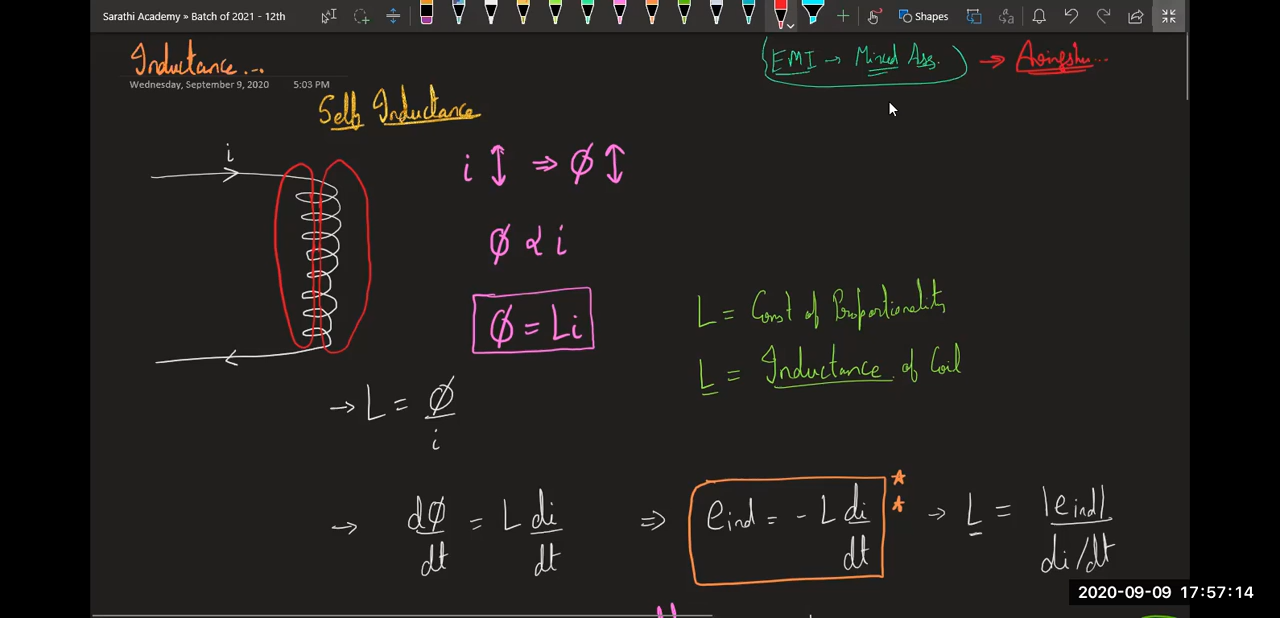 Sarathi Academy » Batch of 2021 - 12th
Shapes
Inductance...
Wednesday, September 9, 2020 5:03 PM
{EMI → Mixed Ass. →
Self Inductance
i
i ↕ ⇒ ϕ ↕
ϕ ∝ i
ϕ = Li
L = Const of Proportionality
L = Inductance of Coil
→ L = ϕ/i
→ dϕ/dt = L di/dt ⇒ eind = - L di/dt → L = |eind|/di/dt
2020-09-09 17:57:14